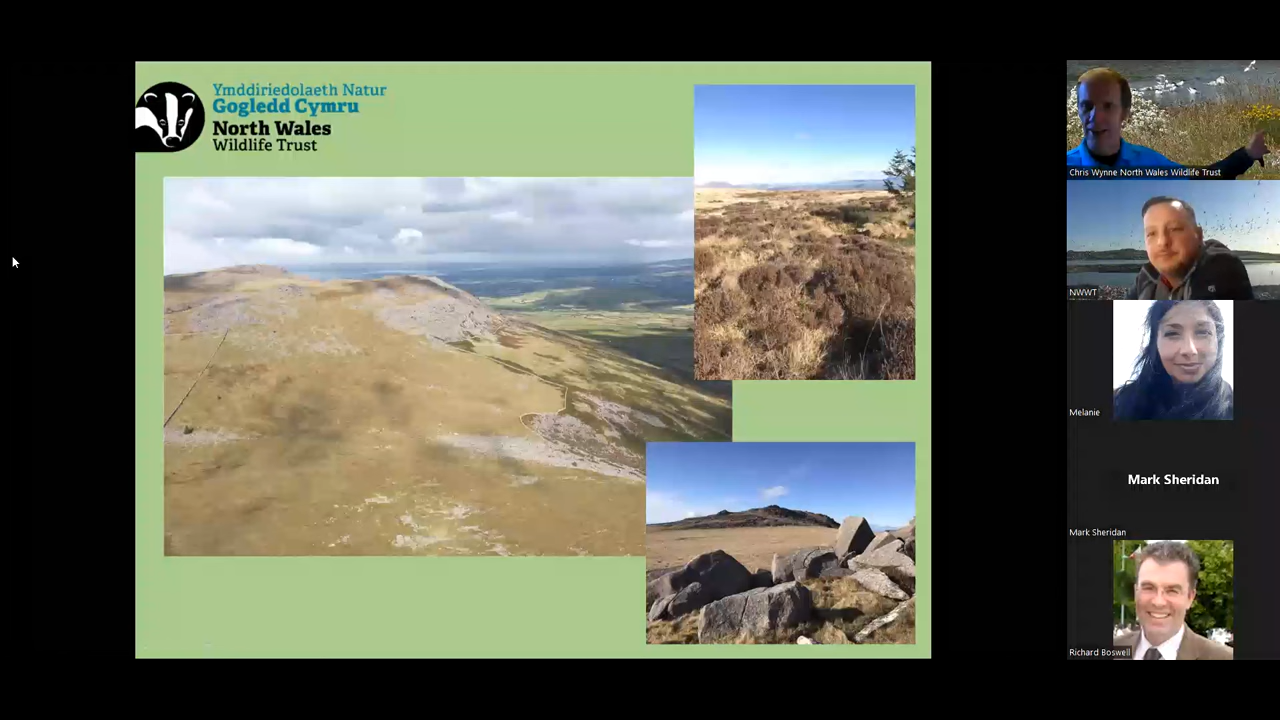 Ymddiriedolaeth Natur
Gogledd Cymru
North Wales
Wildlife Trust
Chris Wynne North Wales Wildlife Trust
NWWT
Melanie
Mark Sheridan
Mark Sheridan
Richard Boswell